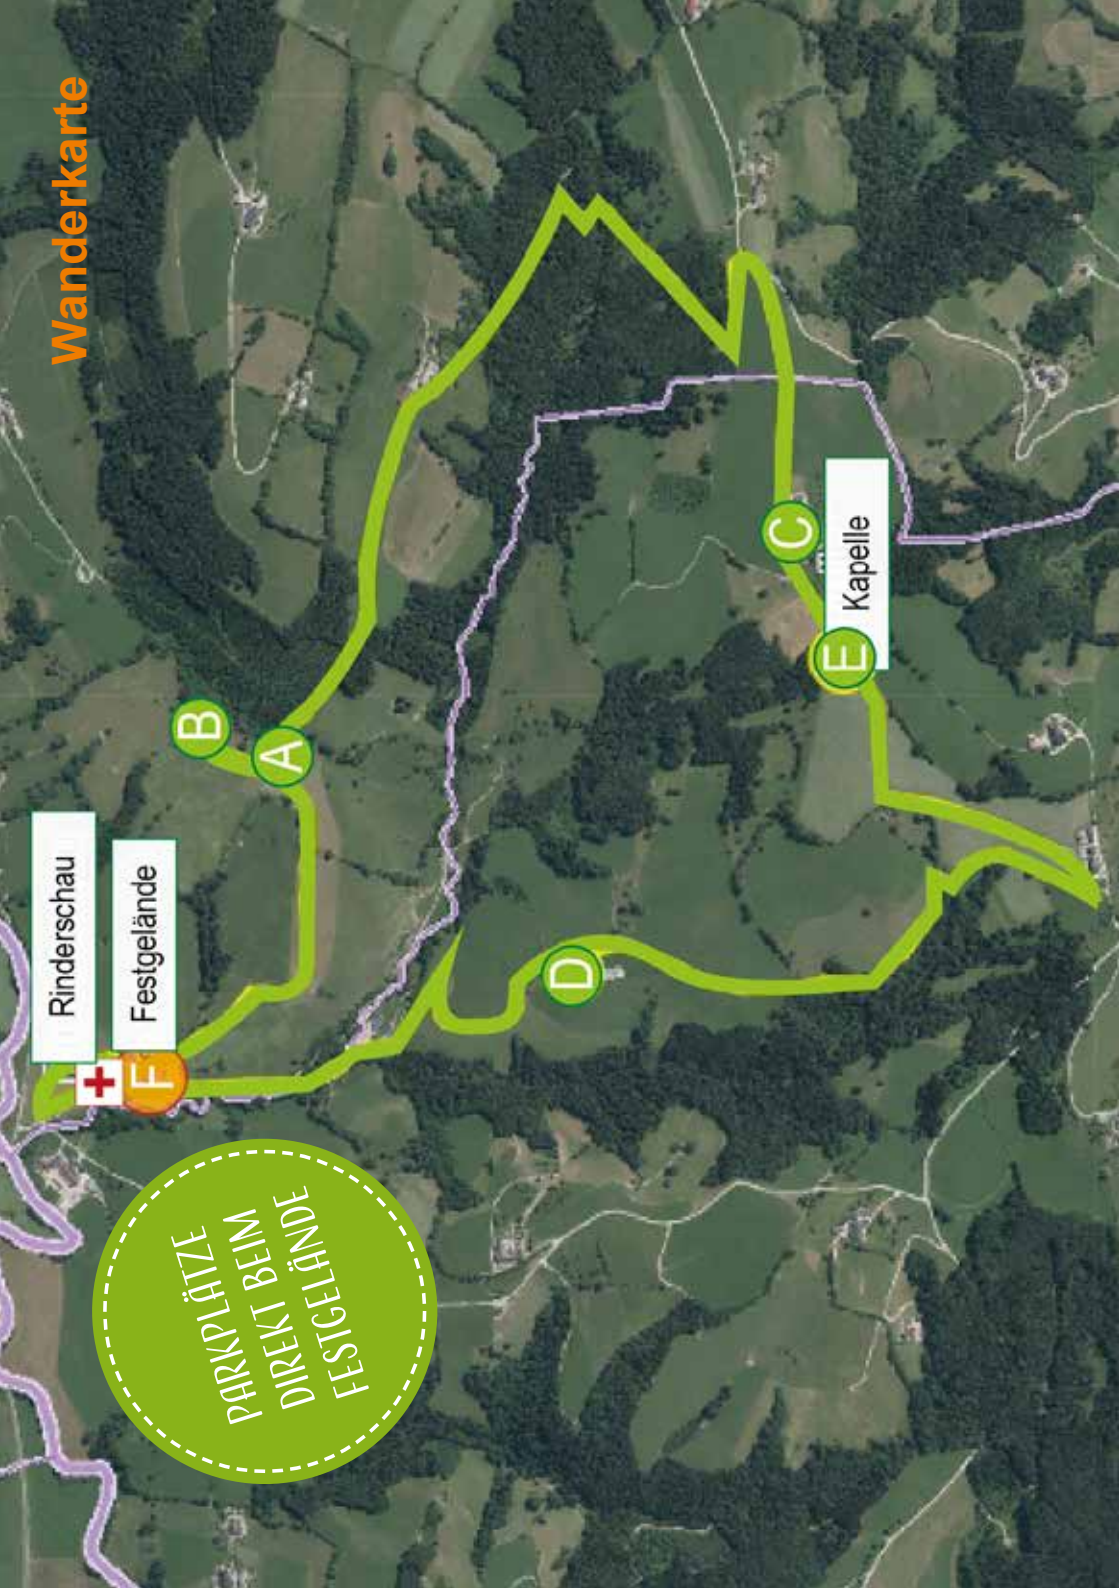 Wanderkarte
Rinderschau
Festgelände
F
B
A
D
C
E
Kapelle
PARKPLÄTZE
DIREKT BEIM
FESTGELÄNDE